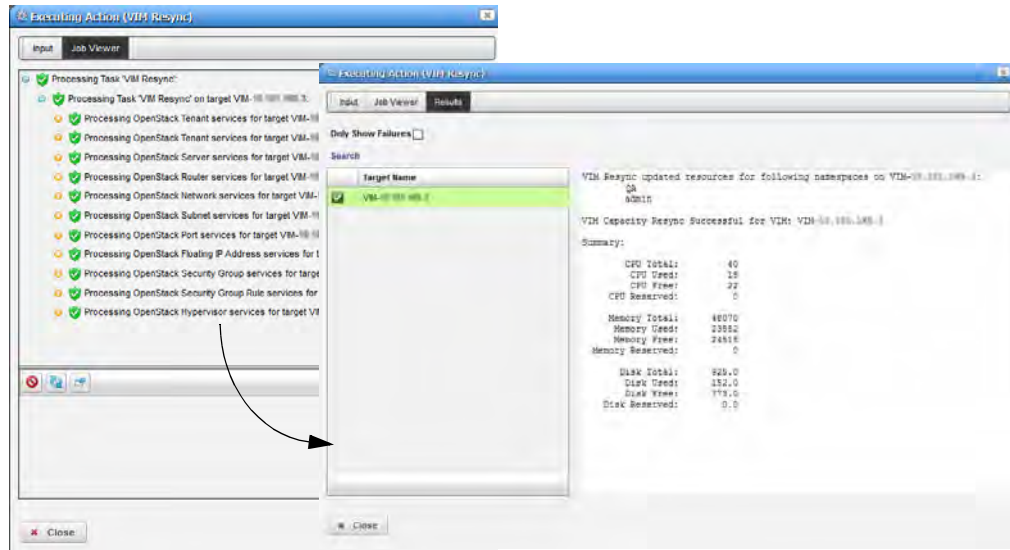 Executing Action (VIM Resync)
Input Job Viewer
Processing Task 'VIM Resync':
Processing Task 'VIM Resync' on target VIM-
Processing OpenStack Tenant services for target VIM-
Processing OpenStack Tenant services for target VIM-
Processing OpenStack Server services for target VIM-
Processing OpenStack Router services for target VIM-
Processing OpenStack Network services for target VIM-
Processing OpenStack Subnet services for target VIM-
Processing OpenStack Port services for target VIM-
Processing OpenStack Floating IP Address services for t
Processing OpenStack Security Group services for targe
Processing OpenStack Security Group Rule services for
Processing OpenStack Hypervisor services for target VI
Close
Executing Action (VIM Resync)
Input Job Viewer Results
Only Show Failures
Search
Target Name
VIM-
VIM Resync updated resources for following namespaces on VIM-
QA
admin
VIM Capacity Resync Successful for VIM: VIM-
Summary:
CPU Total: 40
CPU Used: 18
CPU Free: 22
CPU Reserved: 0
Memory Total: 48070
Memory Used: 23552
Memory Free: 24518
Memory Reserved: 0
Disk Total: 925.0
Disk Used: 152.0
Disk Free: 773.0
Disk Reserved: 0.0
Close